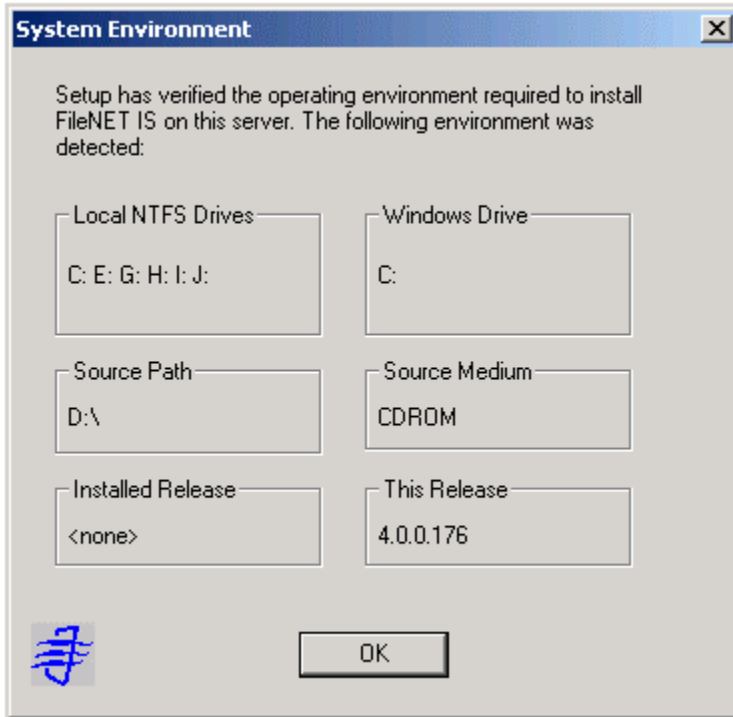 System Environment
Setup has verified the operating environment required to install
FileNET IS on this server. The following environment was
detected:
Local NTFS Drives
C: E: G: H: I: J:
Windows Drive
C:
Source Path
D:\
Source Medium
CDROM
Installed Release
<none>
This Release
4.0.0.176
OK